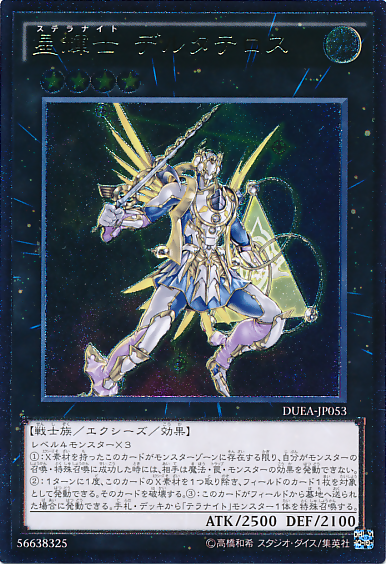 ステラナイト
星輝士 デルタテロス
DUEA-JP053
[戦士族/エクシーズ/効果]
レベル4モンスター×3
①:X素材を持ったこのカードがモンスターゾーンに存在する限り、自分がモンスターの
召喚・特殊召喚に成功した時には、相手は魔法・罠・モンスターの効果を発動できない。
②:1ターンに1度、このカードのX素材を1つ取り除き、フィールドのカード1枚を対象
として発動できる。そのカードを破壊する。③:このカードがフィールドから墓地へ送られ
た場合に発動できる。手札・デッキから「テラナイト」モンスター1体を特殊召喚する。
ATK/2500 DEF/2100
56638325
©高橋和希 スタジオ・ダイス/集英社